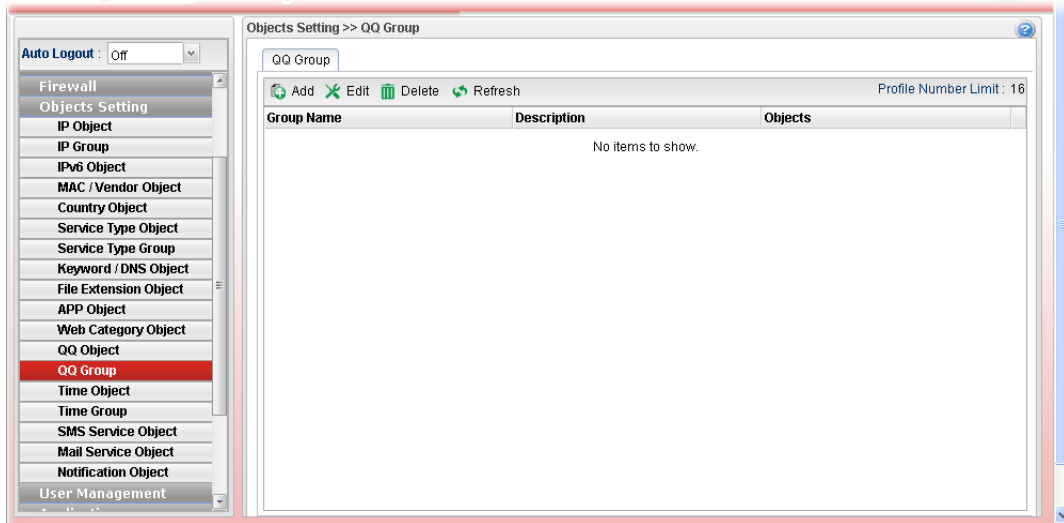 Objects Setting >> QQ Group
Auto Logout : Off
QQ Group
Add Edit Delete Refresh
Profile Number Limit : 16
Group Name Description Objects
No items to show.
Firewall
Objects Setting
IP Object
IP Group
IPv6 Object
MAC / Vendor Object
Country Object
Service Type Object
Service Type Group
Keyword / DNS Object
File Extension Object
APP Object
Web Category Object
QQ Object
QQ Group
Time Object
Time Group
SMS Service Object
Mail Service Object
Notification Object
User Management